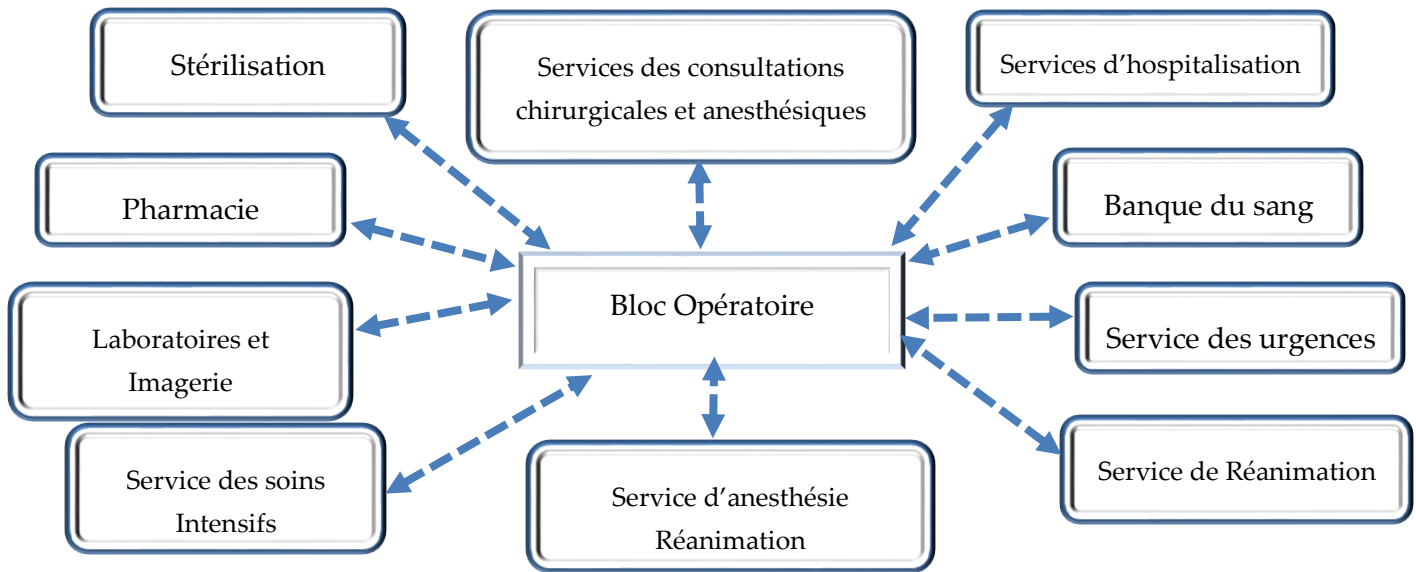 Stérilisation
Services des consultations
chirurgicales et anesthésiques
Services d’hospitalisation
Pharmacie
Banque du sang
Bloc Opératoire
Laboratoires et
Imagerie
Service des urgences
Service des soins
Intensifs
Service d’anesthésie
Réanimation
Service de Réanimation